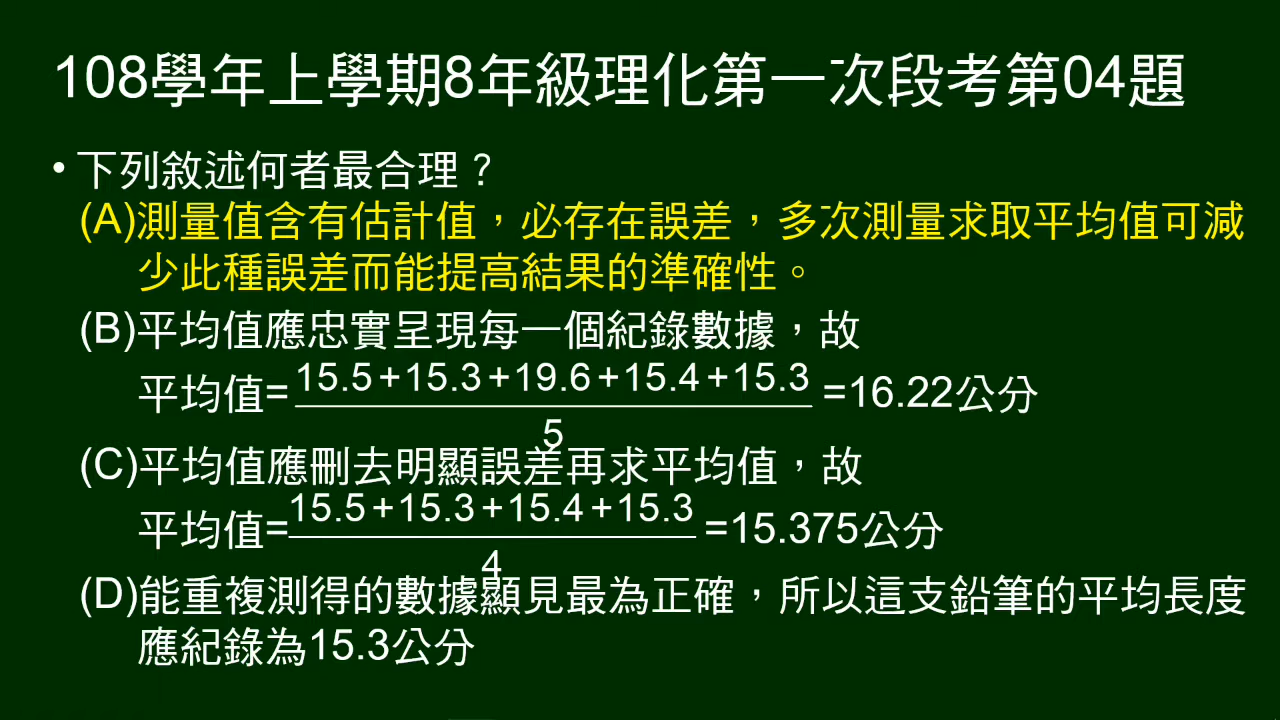 108學年上學期8年級理化第一次段考第04題
•下列敘述何者最合理？
(A)測量值含有估計值，必存在誤差，多次測量求取平均值可減
少此種誤差而能提高結果的準確性。
(B)平均值應忠實呈現每一個紀錄數據，故
15.5+15.3+19.6+15.4+15.3
平均值= =16.22公分
5
(C)平均值應刪去明顯誤差再求平均值，故
15.5+15.3+15.4+15.3
平均值= =15.375公分
4
(D)能重複測得的數據顯見最為正確，所以這支鉛筆的平均長度
應紀錄為15.3公分